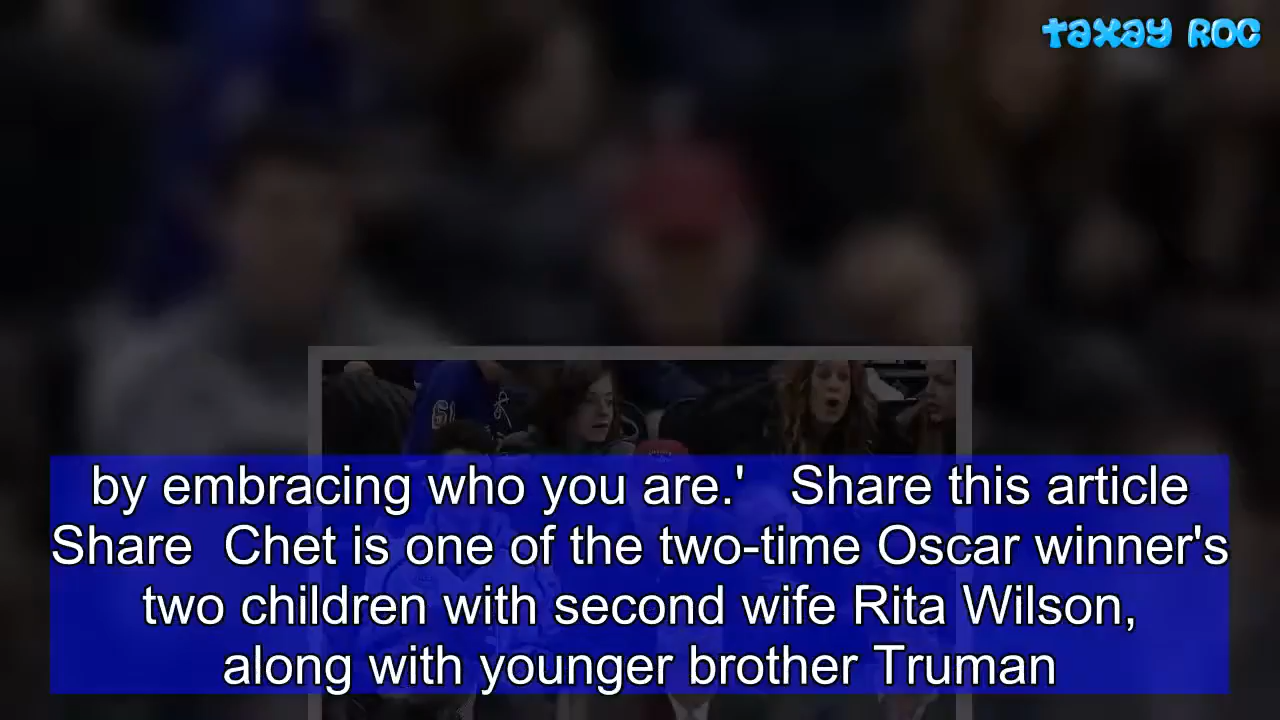 TAXAY ROC
by embracing who you are.'   Share this article
Share  Chet is one of the two-time Oscar winner's
two children with second wife Rita Wilson,
along with younger brother Truman